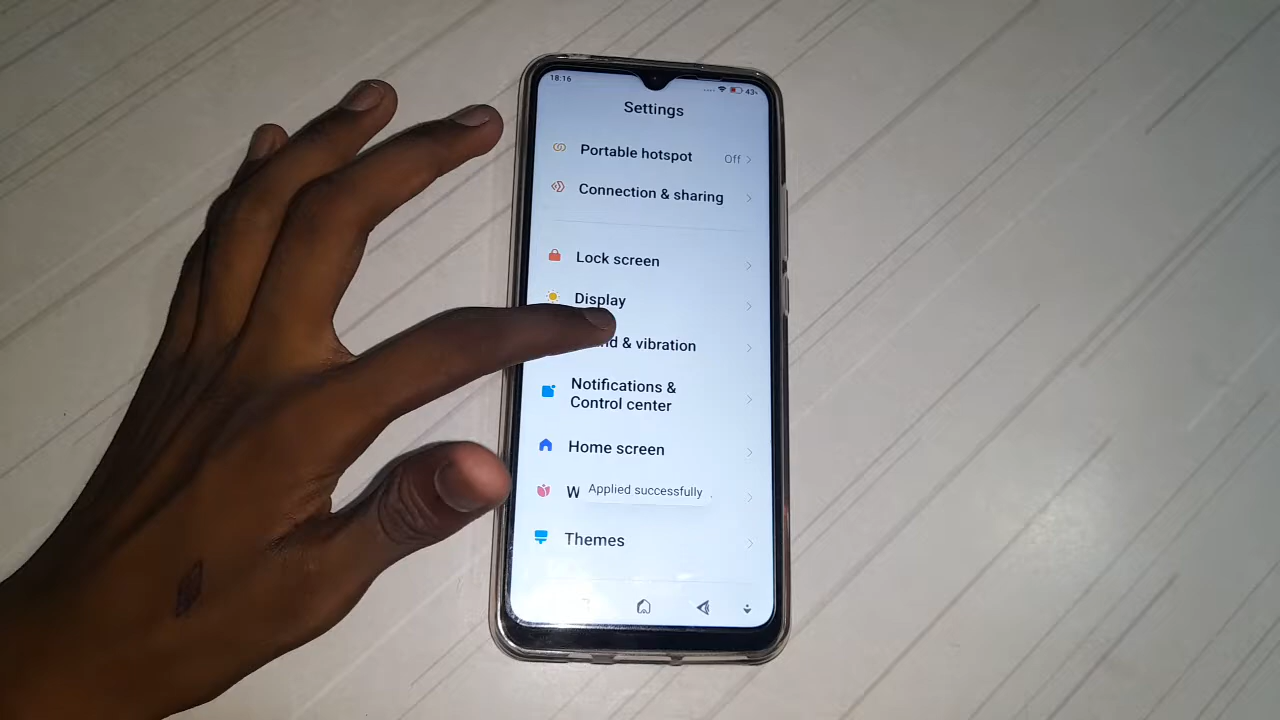 18:16
43
Settings
Portable hotspot Off
Connection & sharing
Lock screen
Display
& vibration
Notifications &
Control center
Home screen
W
Applied successfully
Themes